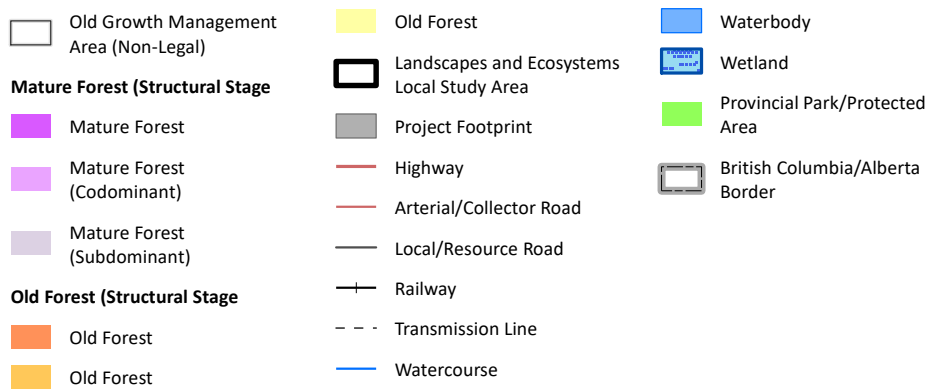 Old Growth Management
Area (Non-Legal)
Mature Forest (Structural Stage
Mature Forest
Mature Forest
(Codominant)
Mature Forest
(Subdominant)
Old Forest (Structural Stage
Old Forest
Old Forest
Old Forest
Landscapes and Ecosystems
Local Study Area
Project Footprint
Highway
Arterial/Collector Road
Local/Resource Road
Railway
Transmission Line
Watercourse
Waterbody
Wetland
Provincial Park/Protected
Area
British Columbia/Alberta
Border